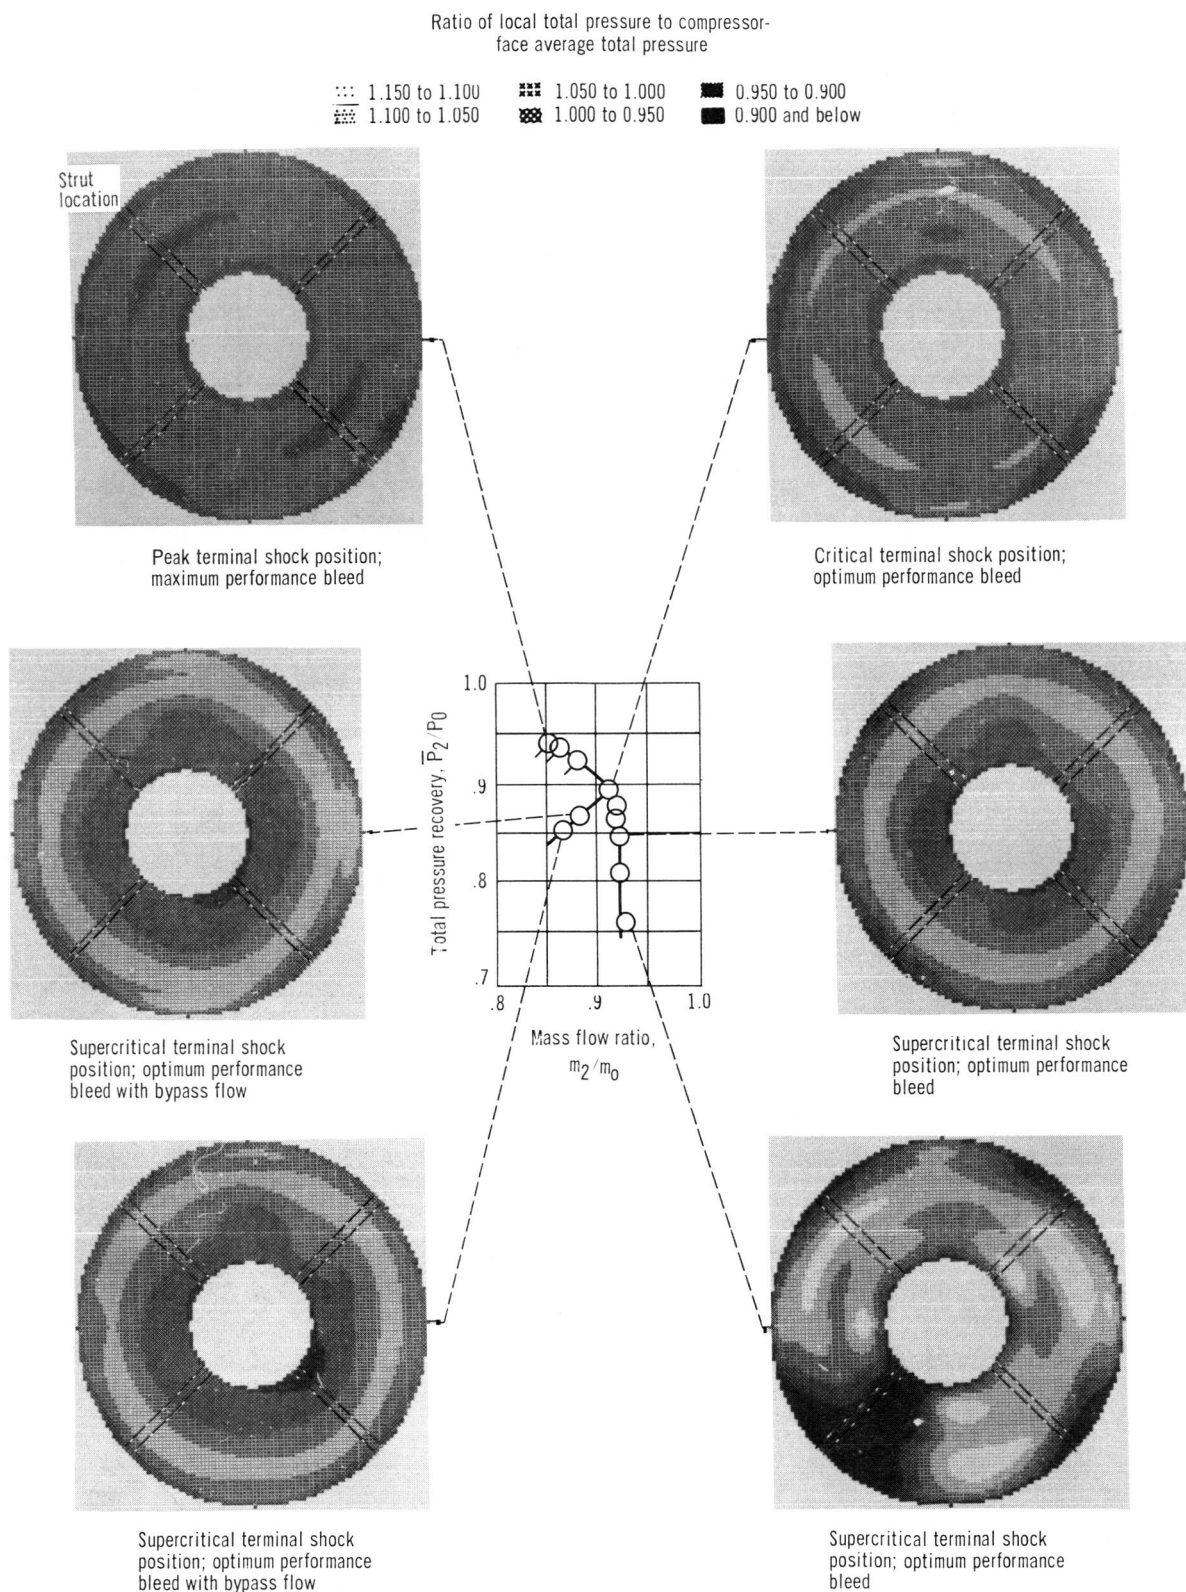 Ratio of local total pressure to compressor-
face average total pressure
1.150 to 1.100
1.050 to 1.000
0.950 to 0.900
1.100 to 1.050
1.000 to 0.950
0.900 and below
Strut
location
Peak terminal shock position;
maximum performance bleed
Critical terminal shock position;
optimum performance bleed
Total pressure recovery, P̅2/P0
1.0
.9
.8
.7
.8
.9
1.0
Mass flow ratio,
m2/m0
Supercritical terminal shock
position; optimum performance
bleed with bypass flow
Supercritical terminal shock
position; optimum performance
bleed
Supercritical terminal shock
position; optimum performance
bleed with bypass flow
Supercritical terminal shock
position; optimum performance
bleed